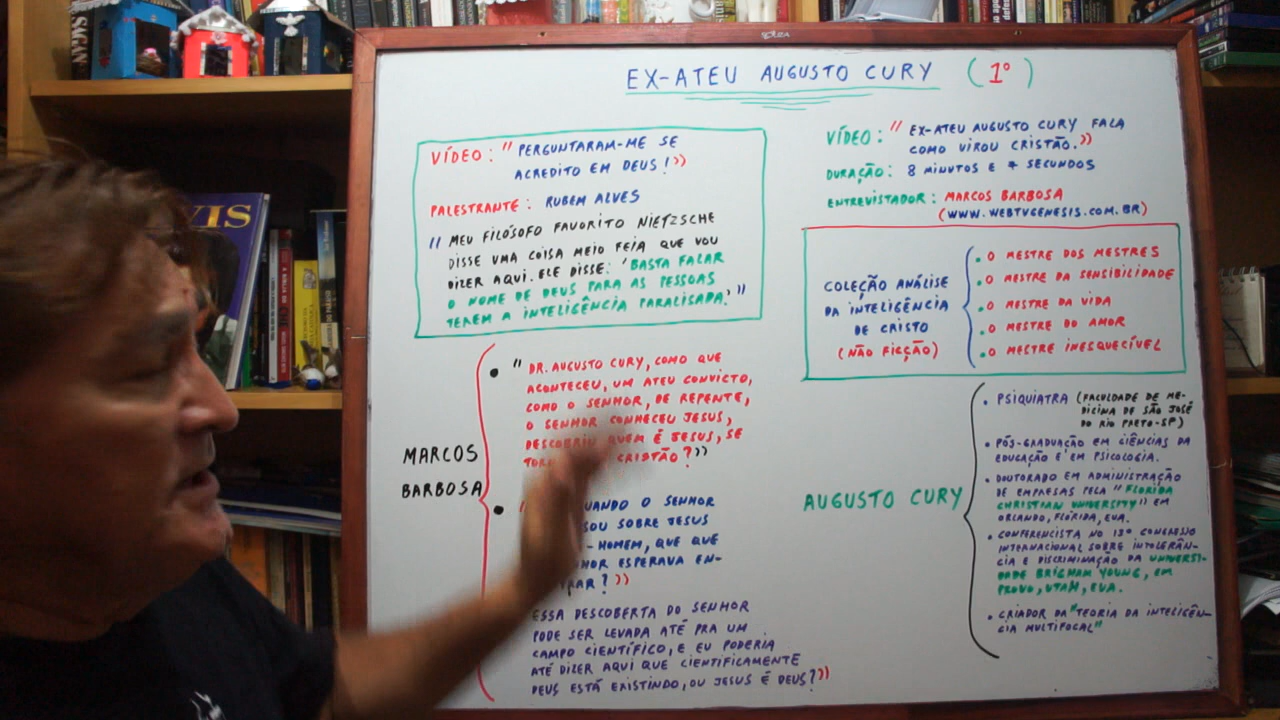 EX-ATEU AUGUSTO CURY (1º)
VÍDEO: "PERGUNTARAM-ME SE
ACREDITO EM DEUS!"
PALESTRANTE: RUBEM ALVES
"MEU FILÓSOFO FAVORITO NIETZSCHE
DISSE UMA COISA MEIO FEIA QUE VOU
DIZER AQUI. ELE DISSE: 'BASTA FALAR
O NOME DE DEUS PARA AS PESSOAS
TEREM A INTELIGÊNCIA PARALISADA.'"
MARCOS
BARBOSA
"DR. AUGUSTO CURY, COMO QUE
ACONTECEU, UM ATEU CONVICTO,
COMO O SENHOR, DE REPENTE,
O SENHOR CONHECEU JESUS,
DESCOBRIU QUEM É JESUS, SE
CRISTÃO?"
UANDO O SENHOR
SOU SOBRE JESUS
- HOMEM, QUE QUE
HOR ESPERAVA EN-
RAR?"
ESSA DESCOBERTA DO SENHOR
PODE SER LEVADA ATÉ PRA UM
CAMPO CIENTÍFICO, E EU PODERIA
ATÉ DIZER AQUI QUE CIENTIFICAMENTE
DEUS ESTÁ EXISTINDO, OU JESUS É DEUS?"
VÍDEO: "EX-ATEU AUGUSTO CURY FALA
COMO VIROU CRISTÃO."
DURAÇÃO: 8 MINUTOS E 7 SEGUNDOS
ENTREVISTADOR: MARCOS BARBOSA
(WWW.WEBTVGENESIS.COM.BR)
COLEÇÃO ANÁLISE
DA INTELIGÊNCIA
DE CRISTO
(NÃO FICÇÃO)
. O MESTRE DOS MESTRES
. O MESTRE DA SENSIBILIDADE
. O MESTRE DA VIDA
. O MESTRE DO AMOR
. O MESTRE INESQUECÍVEL
AUGUSTO CURY
. PSIQUIATRA (FACULDADE DE ME-
DICINA DE SÃO JOSÉ
DO RIO PRETO-SP)
. PÓS-GRADUAÇÃO EM CIÊNCIAS DA
EDUCAÇÃO E EM PSICOLOGIA.
. DOUTORADO EM ADMINISTRAÇÃO
DE EMPRESAS PELA "FLORIDA
CHRISTIAN UNIVERSITY" EM
ORLANDO, FLÓRIDA, EUA.
. CONFERENCISTA NO 13º CONGRESSO
INTERNACIONAL SOBRE INTOLERÂN-
CIA E DISCRIMINAÇÃO DA UNIVERSI-
DADE BRIGHAM YOUNG, EM
PROVO, UTAH, EUA.
. CRIADOR DA "TEORIA DA INTELIGÊN-
CIA MULTIFOCAL"